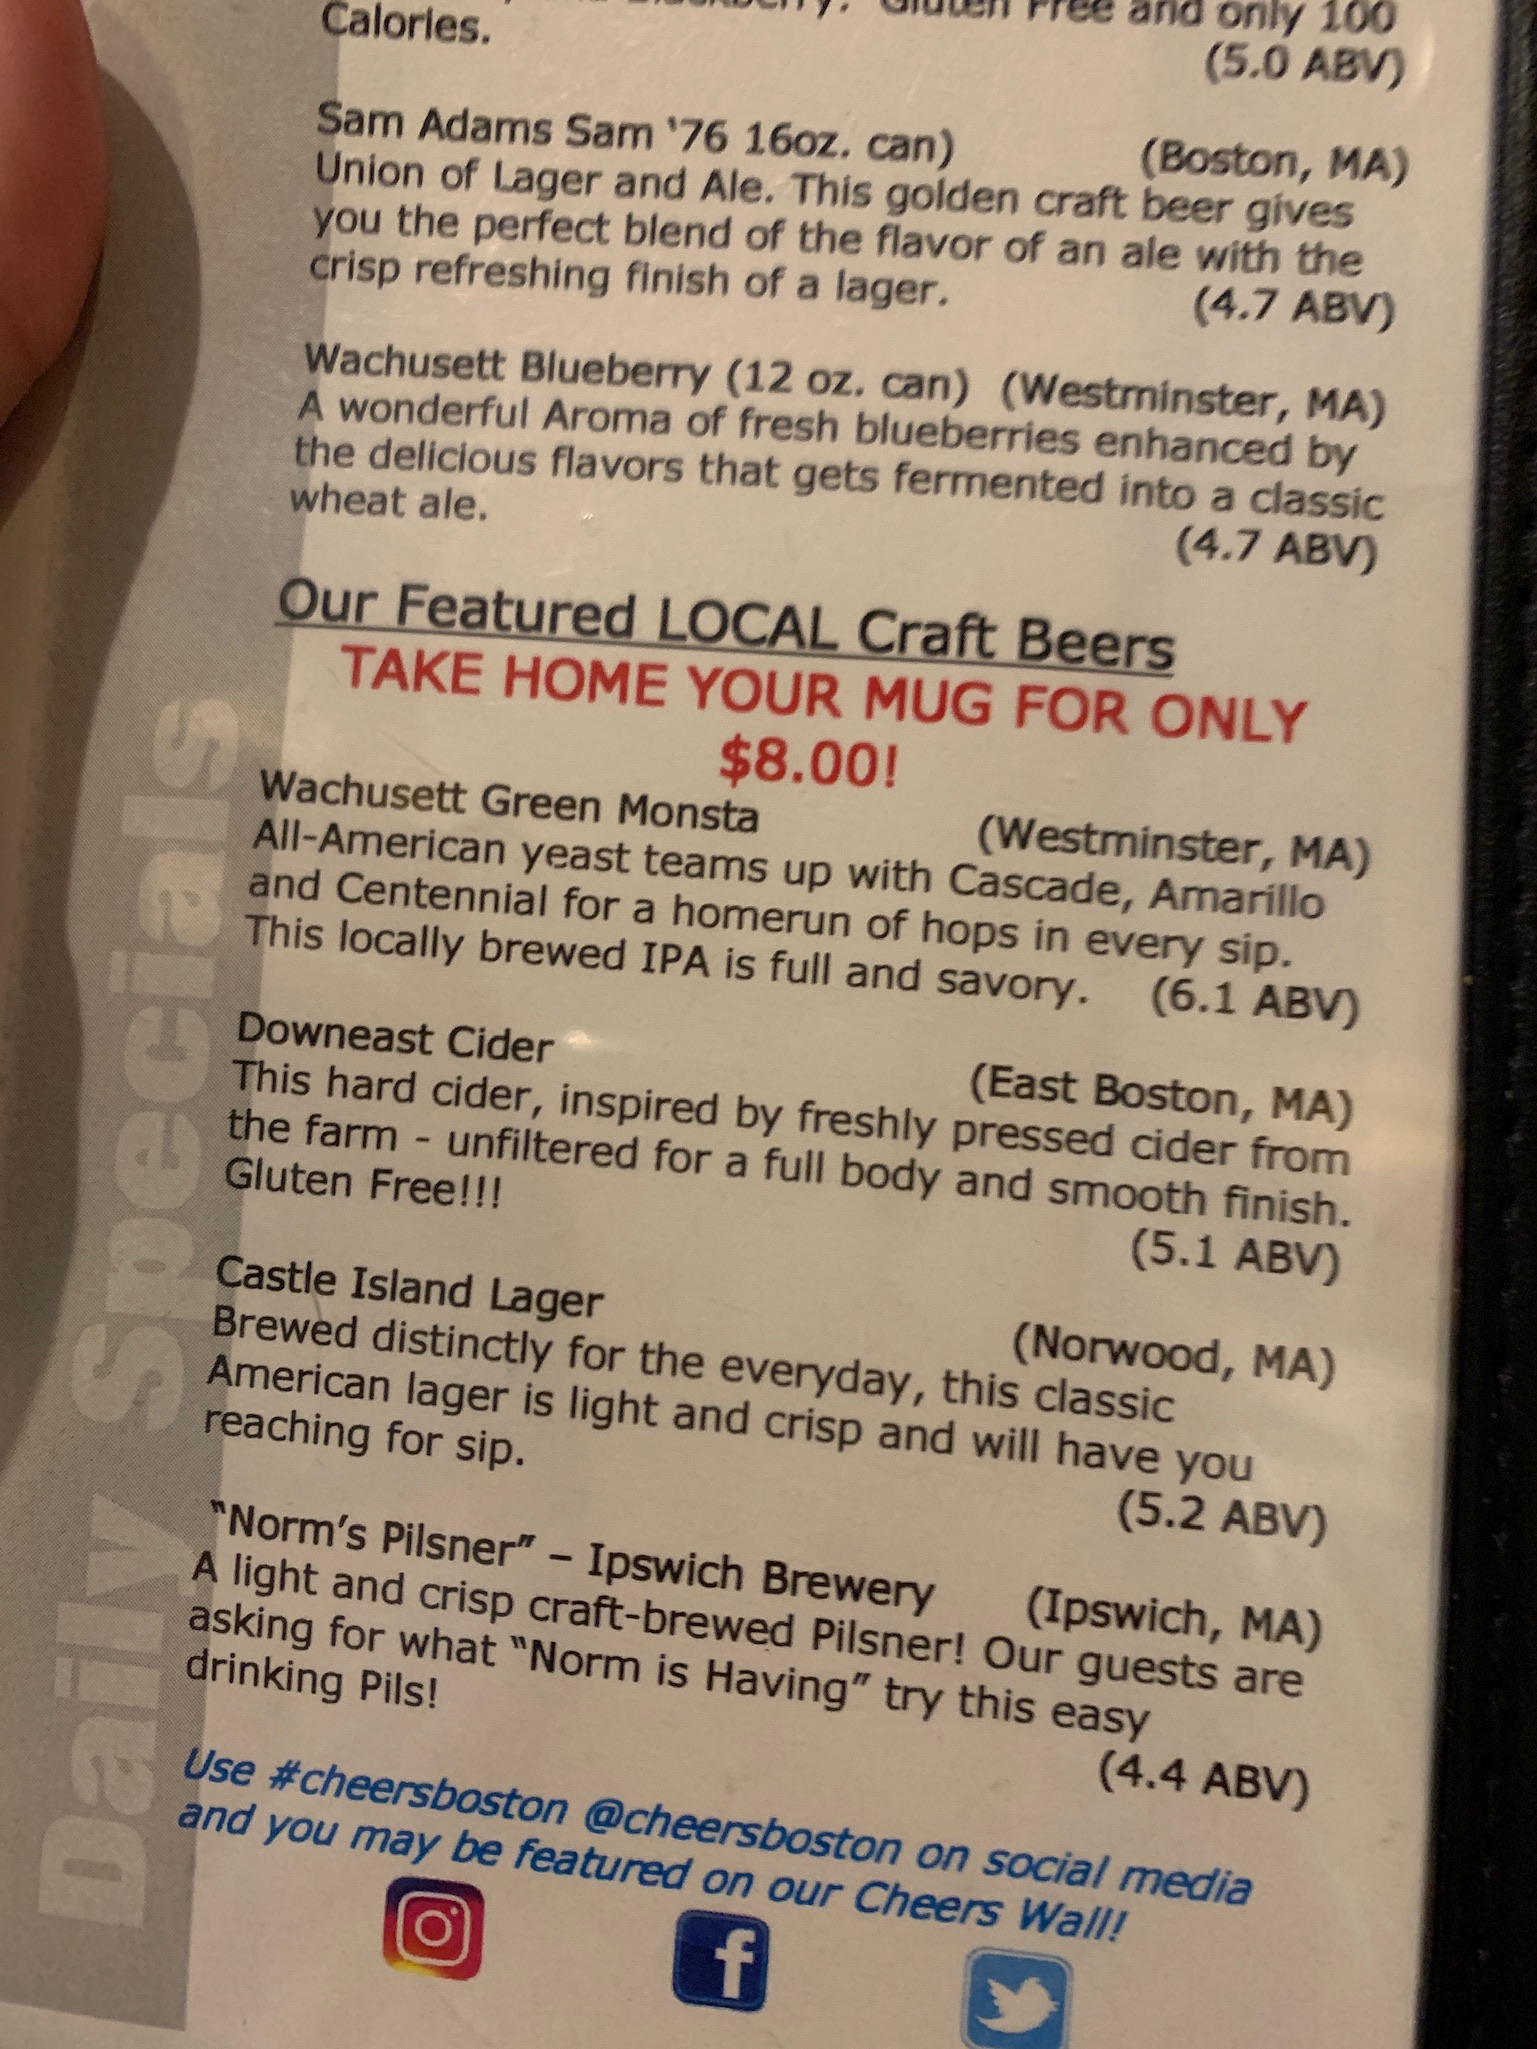 Gluten Free and only 100
Calories.
(5.0 ABV)
Sam Adams Sam '76 16oz. can) (Boston, MA)
Union of Lager and Ale. This golden craft beer gives
you the perfect blend of the flavor of an ale with the
crisp refreshing finish of a lager. (4.7 ABV)
Wachusett Blueberry (12 oz. can) (Westminster, MA)
A wonderful Aroma of fresh blueberries enhanced by
the delicious flavors that gets fermented into a classic
wheat ale.
(4.7 ABV)
Our Featured LOCAL Craft Beers
TAKE HOME YOUR MUG FOR ONLY
$8.00!
Wachusett Green Monsta (Westminster, MA)
All-American yeast teams up with Cascade, Amarillo
and Centennial for a homerun of hops in every sip.
This locally brewed IPA is full and savory. (6.1 ABV)
Downeast Cider (East Boston, MA)
This hard cider, inspired by freshly pressed cider from
the farm - unfiltered for a full body and smooth finish.
Gluten Free!!!
(5.1 ABV)
Castle Island Lager (Norwood, MA)
Brewed distinctly for the everyday, this classic
American lager is light and crisp and will have you
reaching for sip.
(5.2 ABV)
“Norm’s Pilsner” – Ipswich Brewery (Ipswich, MA)
A light and crisp craft-brewed Pilsner! Our guests are
asking for what “Norm is Having” try this easy
drinking Pils!
(4.4 ABV)
Use #cheersboston @cheersboston on social media
and you may be featured on our Cheers Wall!
Daily Specials